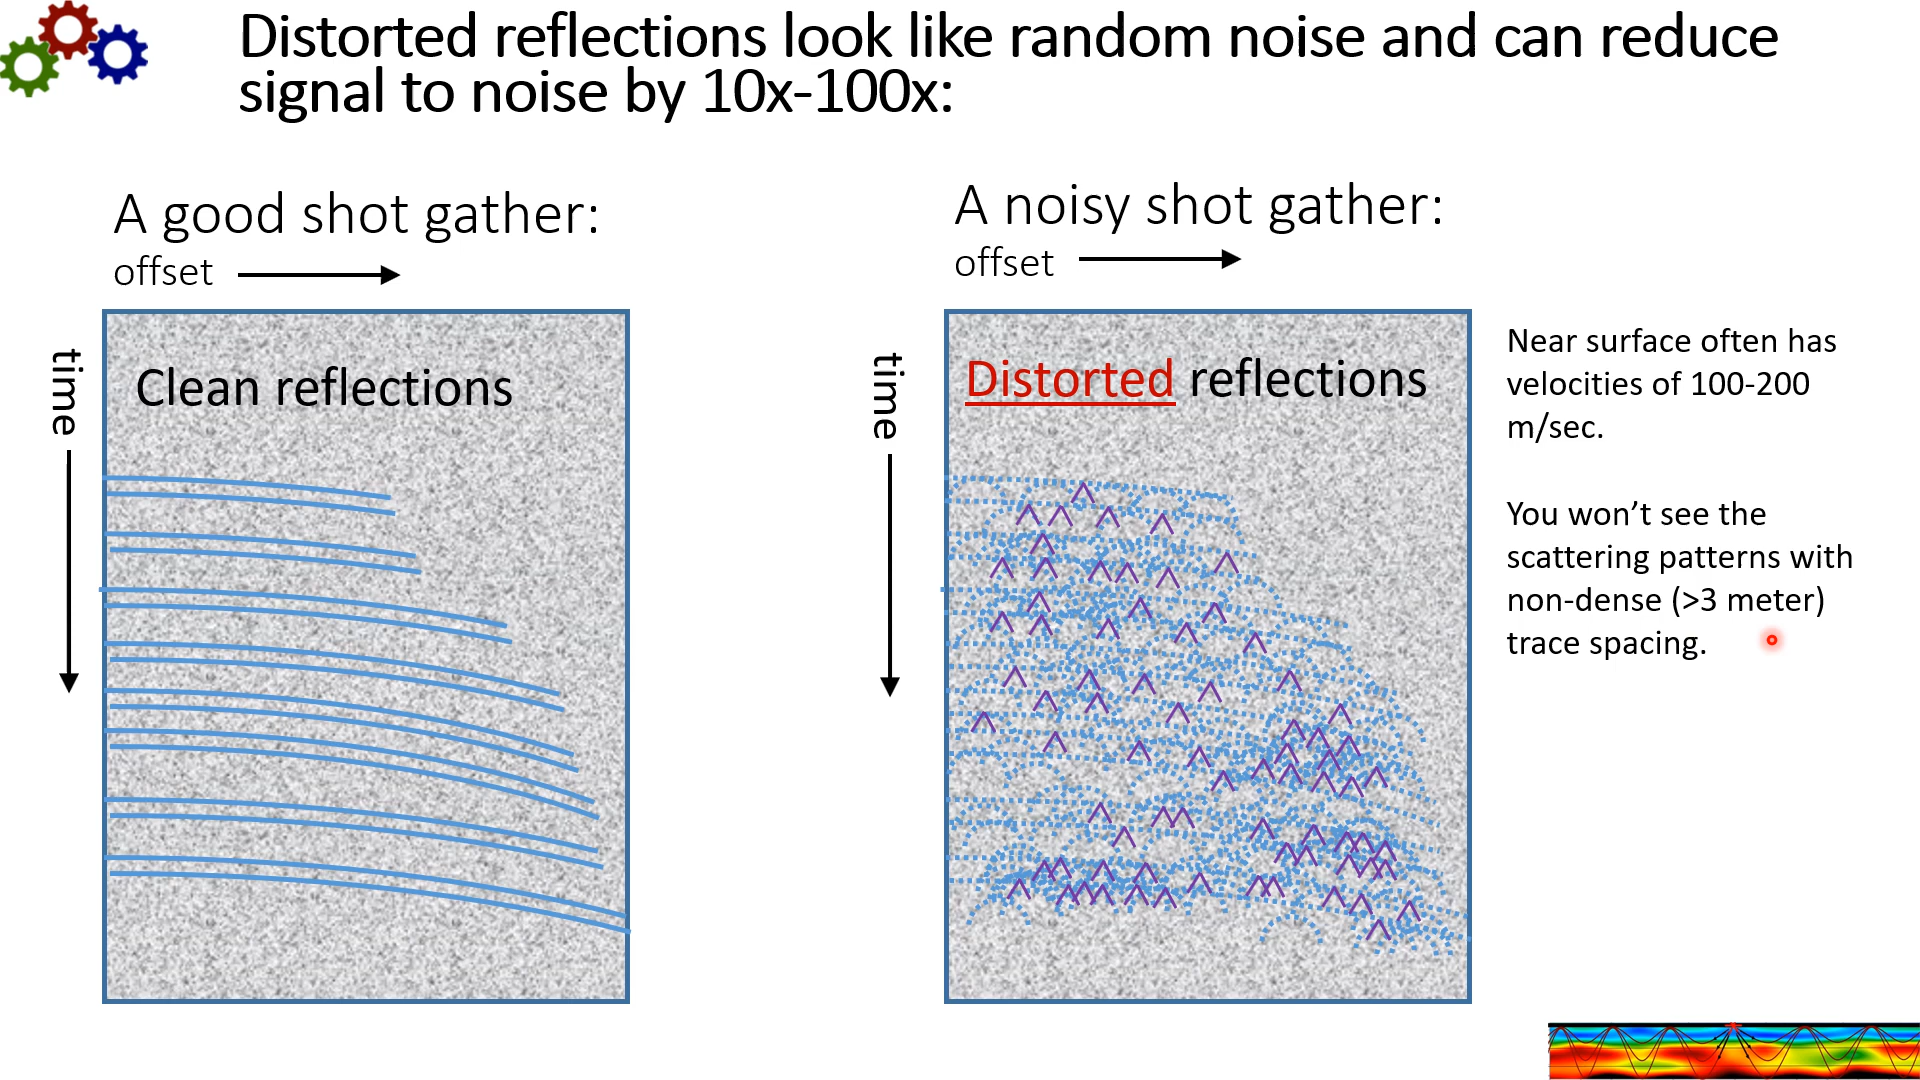 Distorted reflections look like random noise and can reduce
signal to noise by 10x-100x:
A good shot gather:
offset
time
Clean reflections
A noisy shot gather:
offset
time
Distorted reflections
Near surface often has
velocities of 100-200
m/sec.
You won’t see the
scattering patterns with
non-dense (>3 meter)
trace spacing.